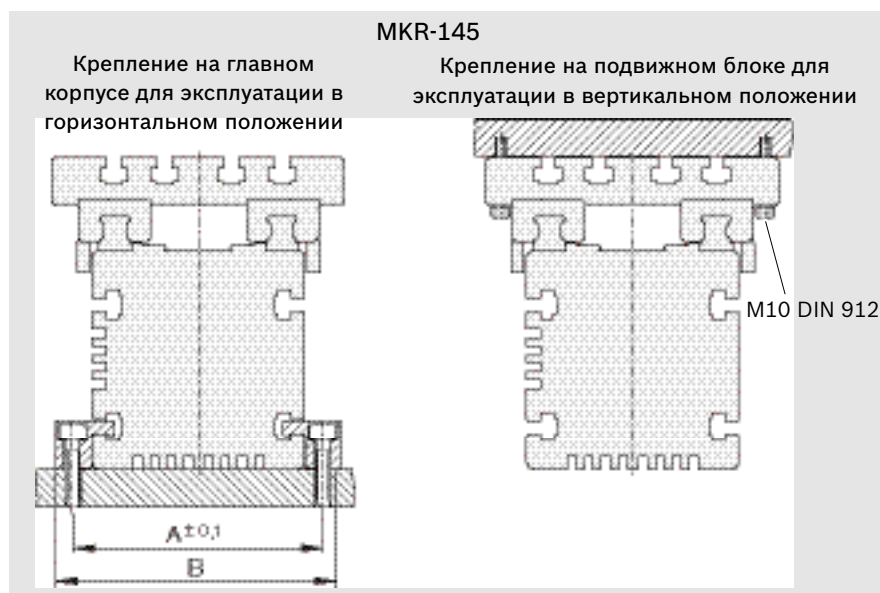 MKR-145
Крепление на главном
корпусе для эксплуатации в
горизонтальном положении
Крепление на подвижном блоке для
эксплуатации в вертикальном положении
M10 DIN 912
A±0,1
B